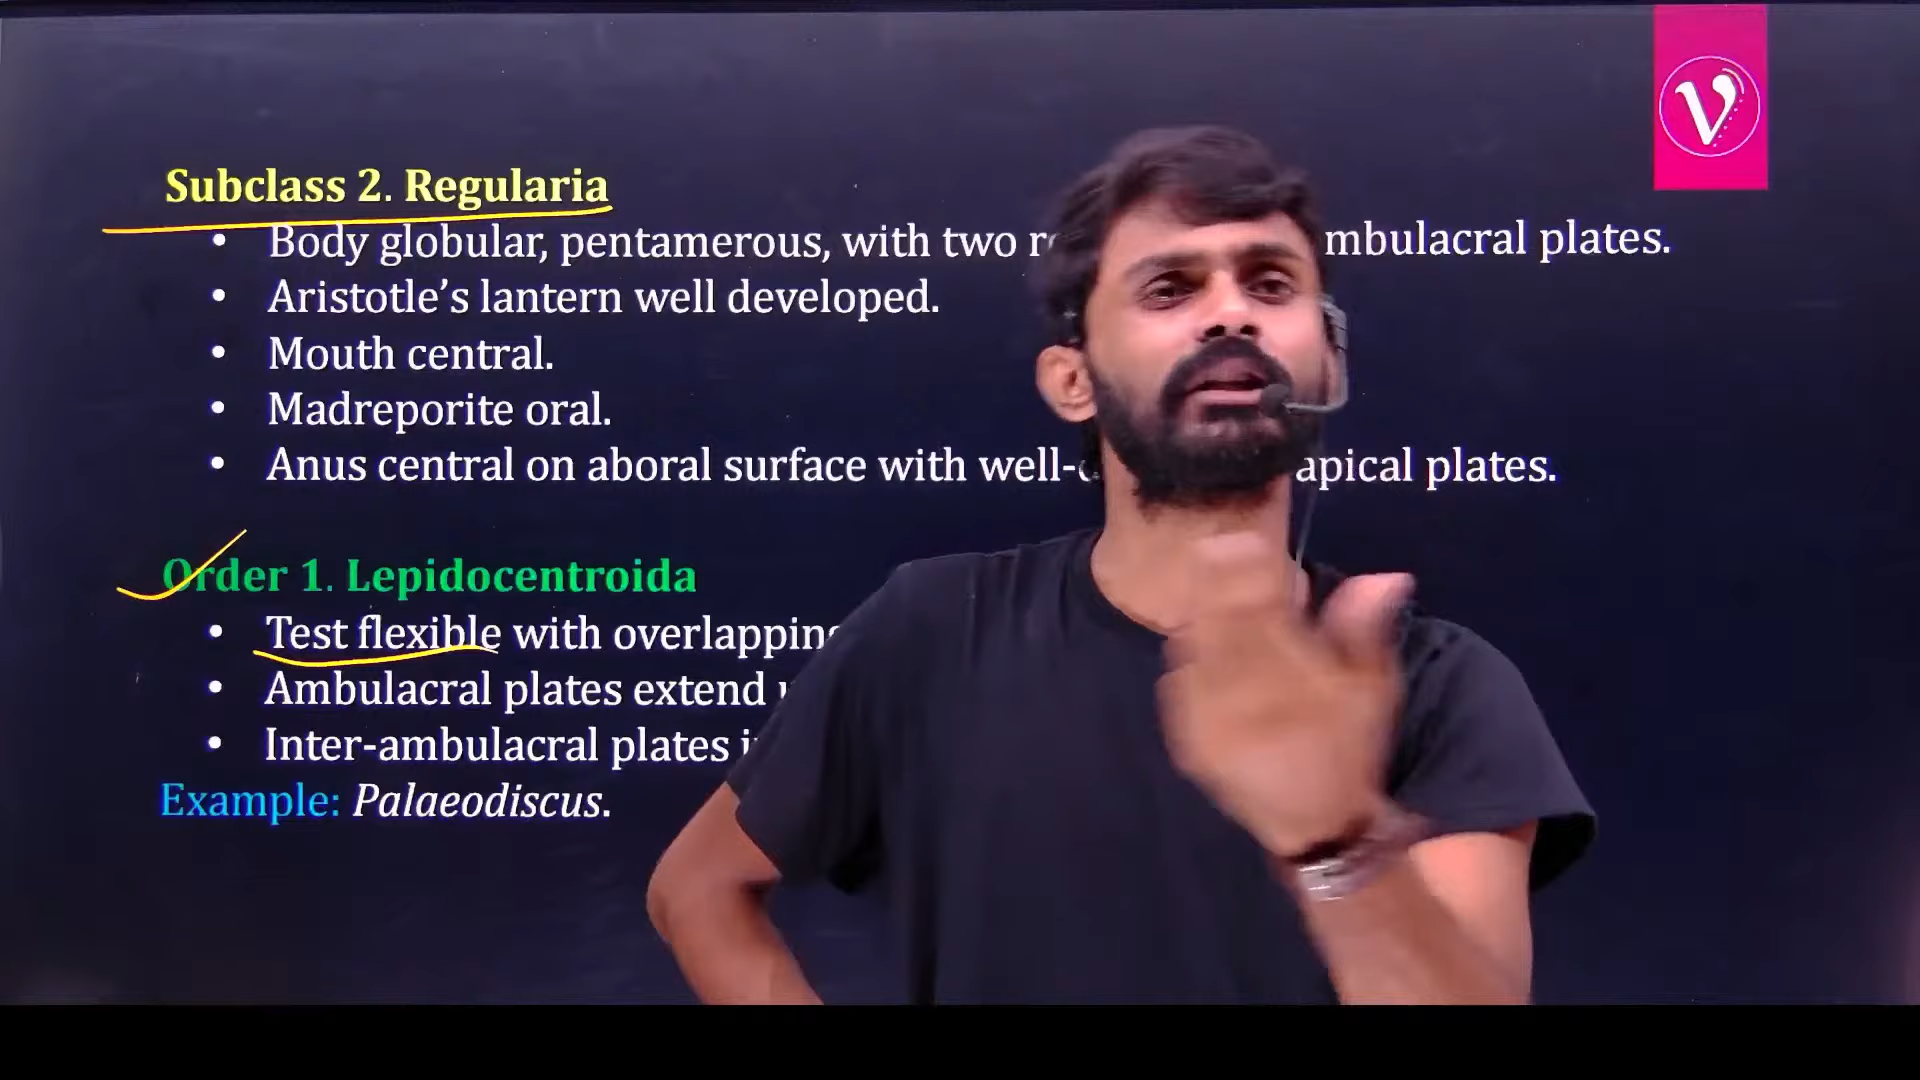 Subclass 2. Regularia
• Body globular, pentamerous, with two mbulacral plates.
• Aristotle’s lantern well developed.
• Mouth central.
• Madreporite oral.
• Anus central on aboral surface with well- apical plates.
Order 1. Lepidocentroida
• Test flexible with overlapping
• Ambulacral plates extend
• Inter-ambulacral plates
Example: Palaeodiscus.